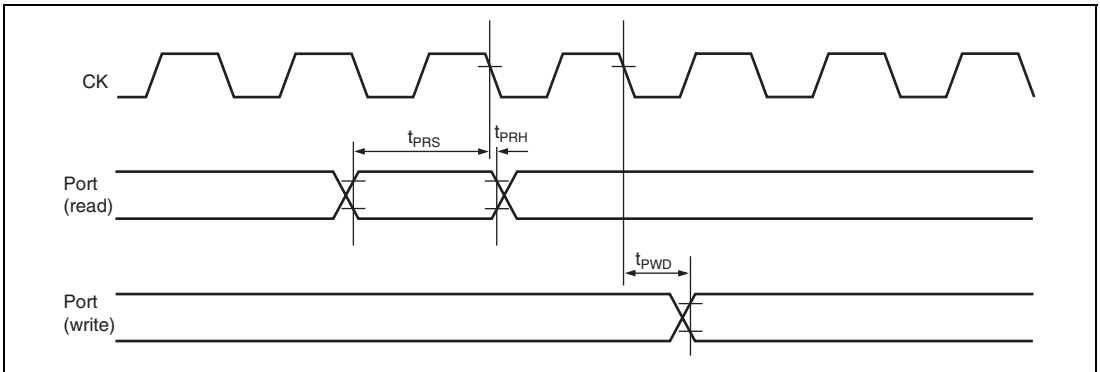 CK
tPRS
tPRH
Port
(read)
tPWD
Port
(write)